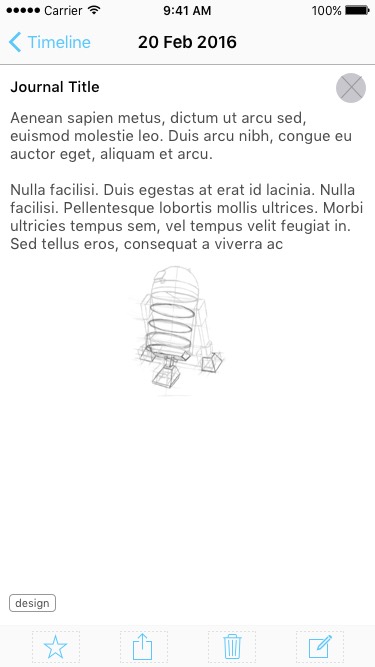 Carrier 9:41 AM 100%
Timeline 20 Feb 2016
Journal Title
Aenean sapien metus, dictum ut arcu sed,
euismod molestie leo. Duis arcu nibh, congue eu
auctor eget, aliquam et arcu.
Nulla facilisi. Duis egestas at erat id lacinia. Nulla
facilisi. Pellentesque lobortis mollis ultrices. Morbi
ultricies tempus sem, vel tempus velit feugiat in.
Sed tellus eros, consequat a viverra ac
design